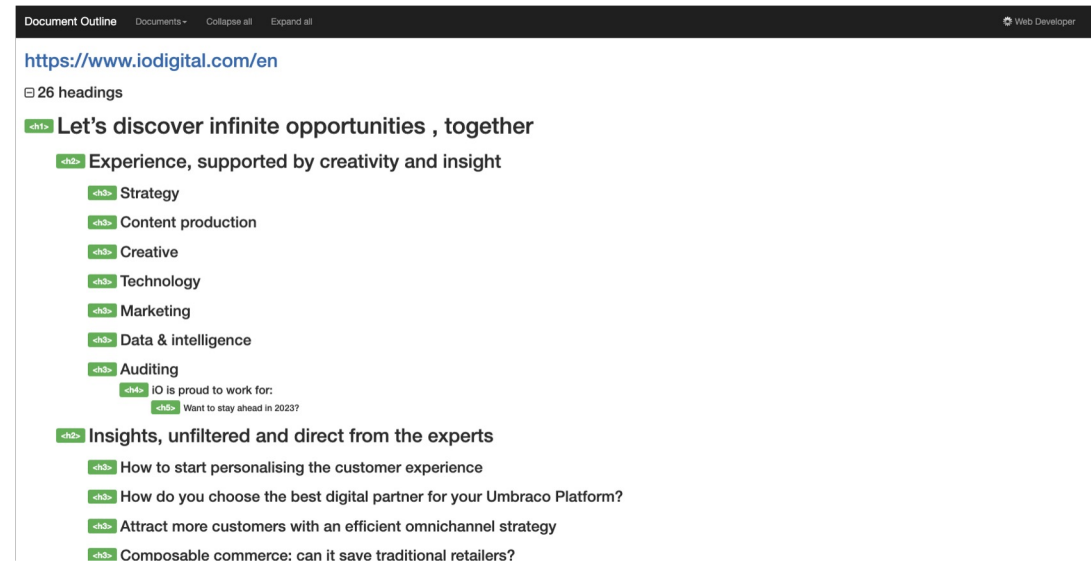 Document Outline Documents Collapse all Expand all Web Developer
https://www.iodigital.com/en
26 headings
<h1> Let's discover infinite opportunities , together
<h2> Experience, supported by creativity and insight
<h3> Strategy
<h3> Content production
<h3> Creative
<h3> Technology
<h3> Marketing
<h3> Data & intelligence
<h3> Auditing
<h4> iO is proud to work for:
<h5> Want to stay ahead in 2023?
<h2> Insights, unfiltered and direct from the experts
<h3> How to start personalising the customer experience
<h3> How do you choose the best digital partner for your Umbraco Platform?
<h3> Attract more customers with an efficient omnichannel strategy
<h3> Composable commerce: can it save traditional retailers?